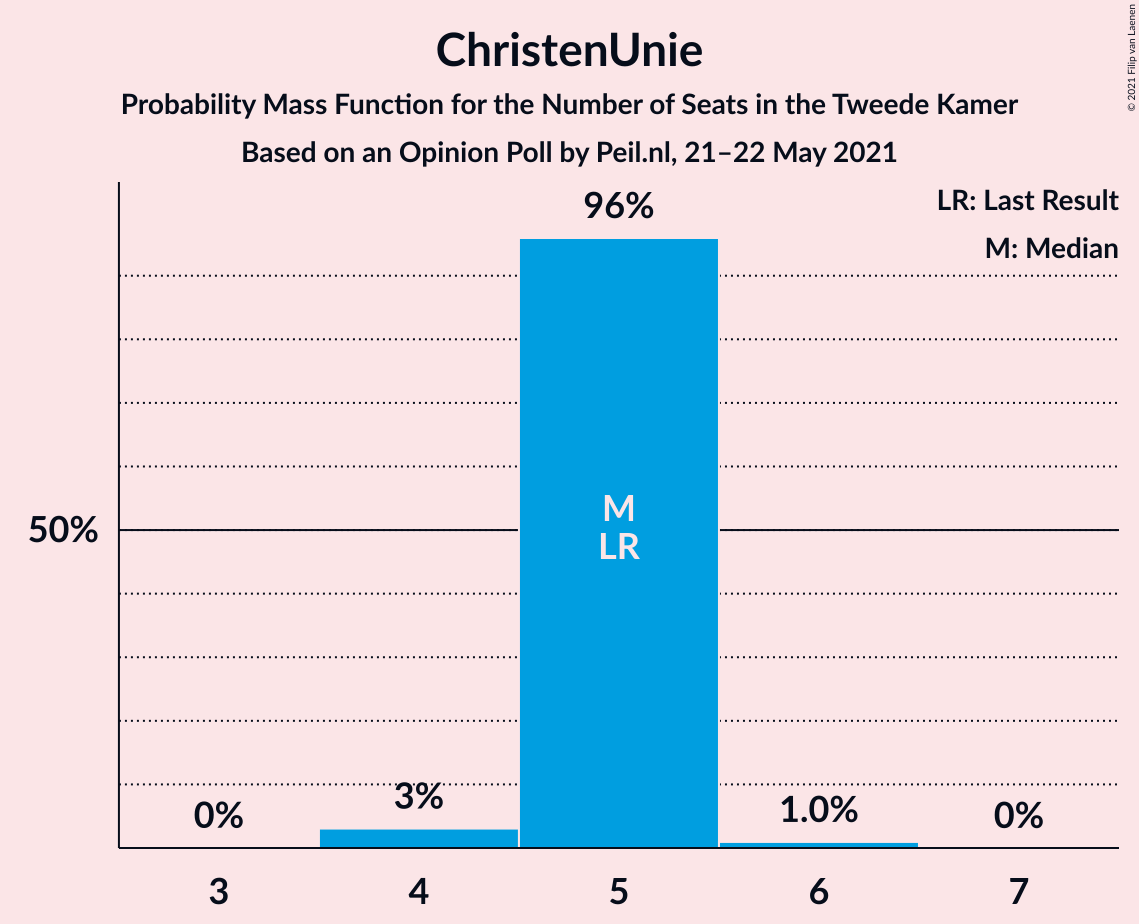 ChristenUnie
Probability Mass Function for the Number of Seats in the Tweede Kamer
Based on an Opinion Poll by Peil.nl, 21–22 May 2021
© 2021 Filip van Laenen
LR: Last Result
M: Median
96%
50%
M
LR
0%
3%
1.0%
0%
3
4
5
6
7